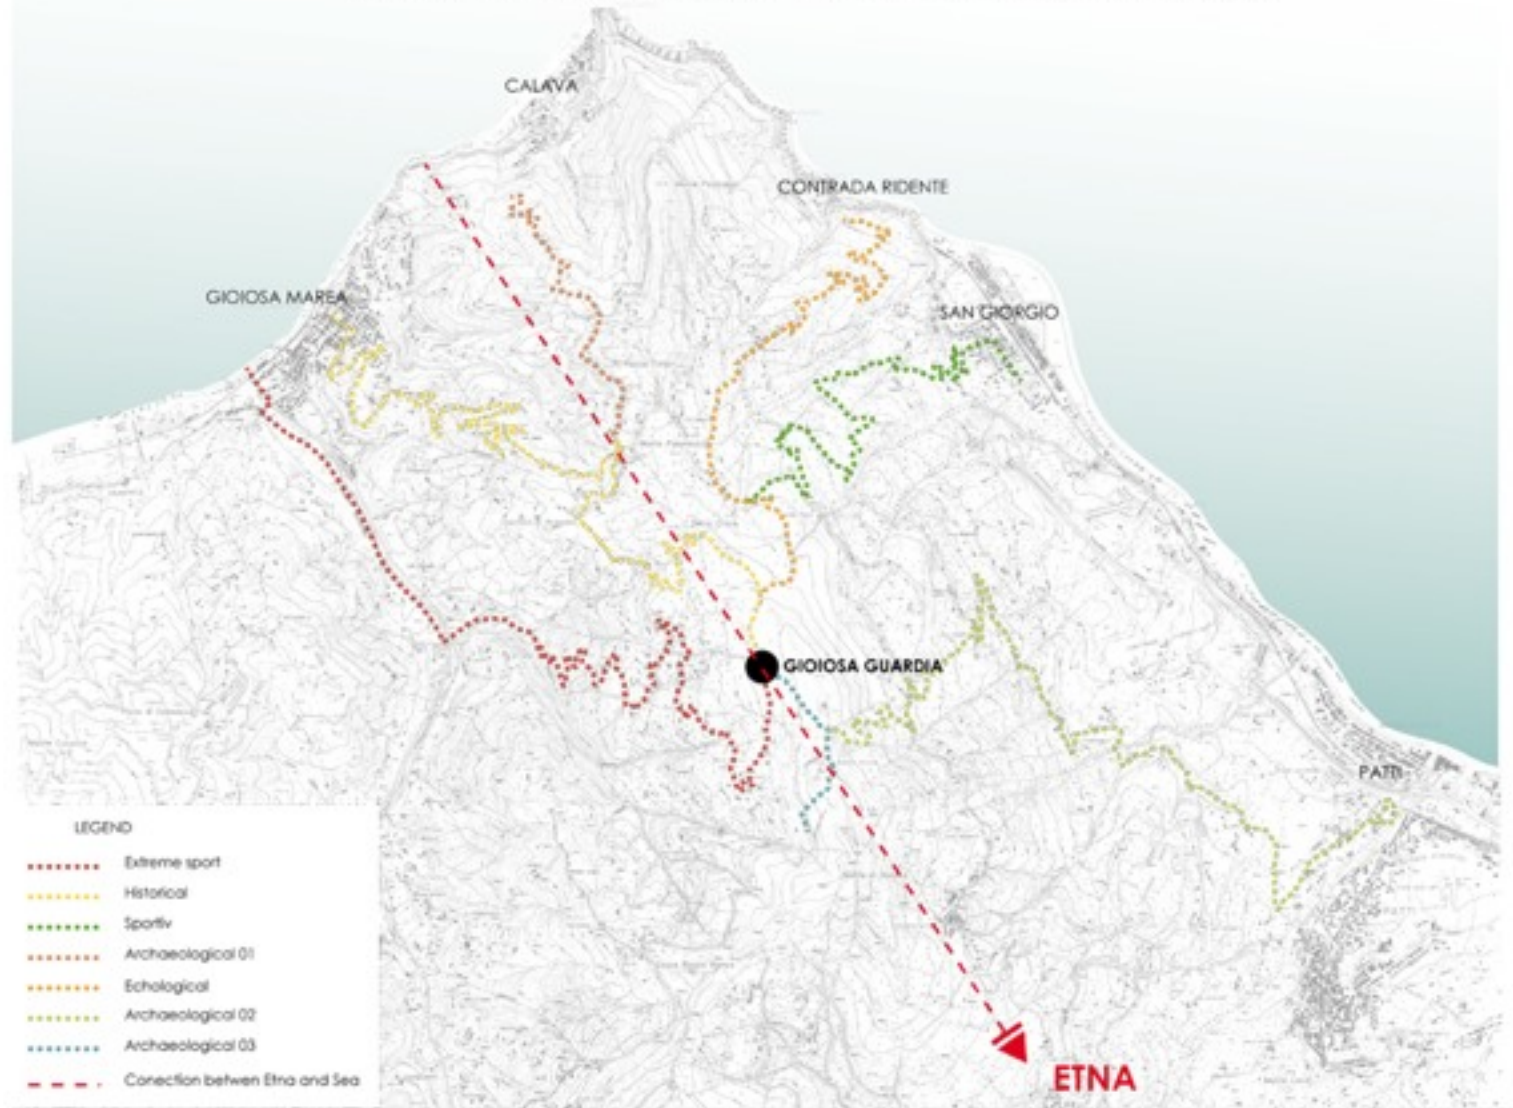 CALAVA
CONTRADA RIDENTE
GIOIOSA MAREA
SAN GIORGIO
GIOIOSA GUARDIA
PATTI
LEGEND
Extreme sport
Historical
Sportiv
Archaeological 01
Echological
Archaeological 02
Archaeological 03
Conection betwen Etna and Sea
ETNA